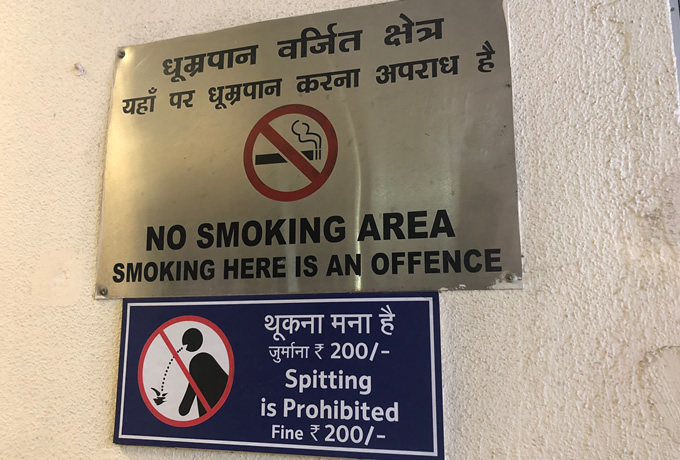 धूम्रपान वर्जित क्षेत्र
यहाँ पर धूम्रपान करना अपराध है
NO SMOKING AREA
SMOKING HERE IS AN OFFENCE
थूकना मना है
जुर्माना ₹ 200/-
Spitting
is Prohibited
Fine ₹ 200/-